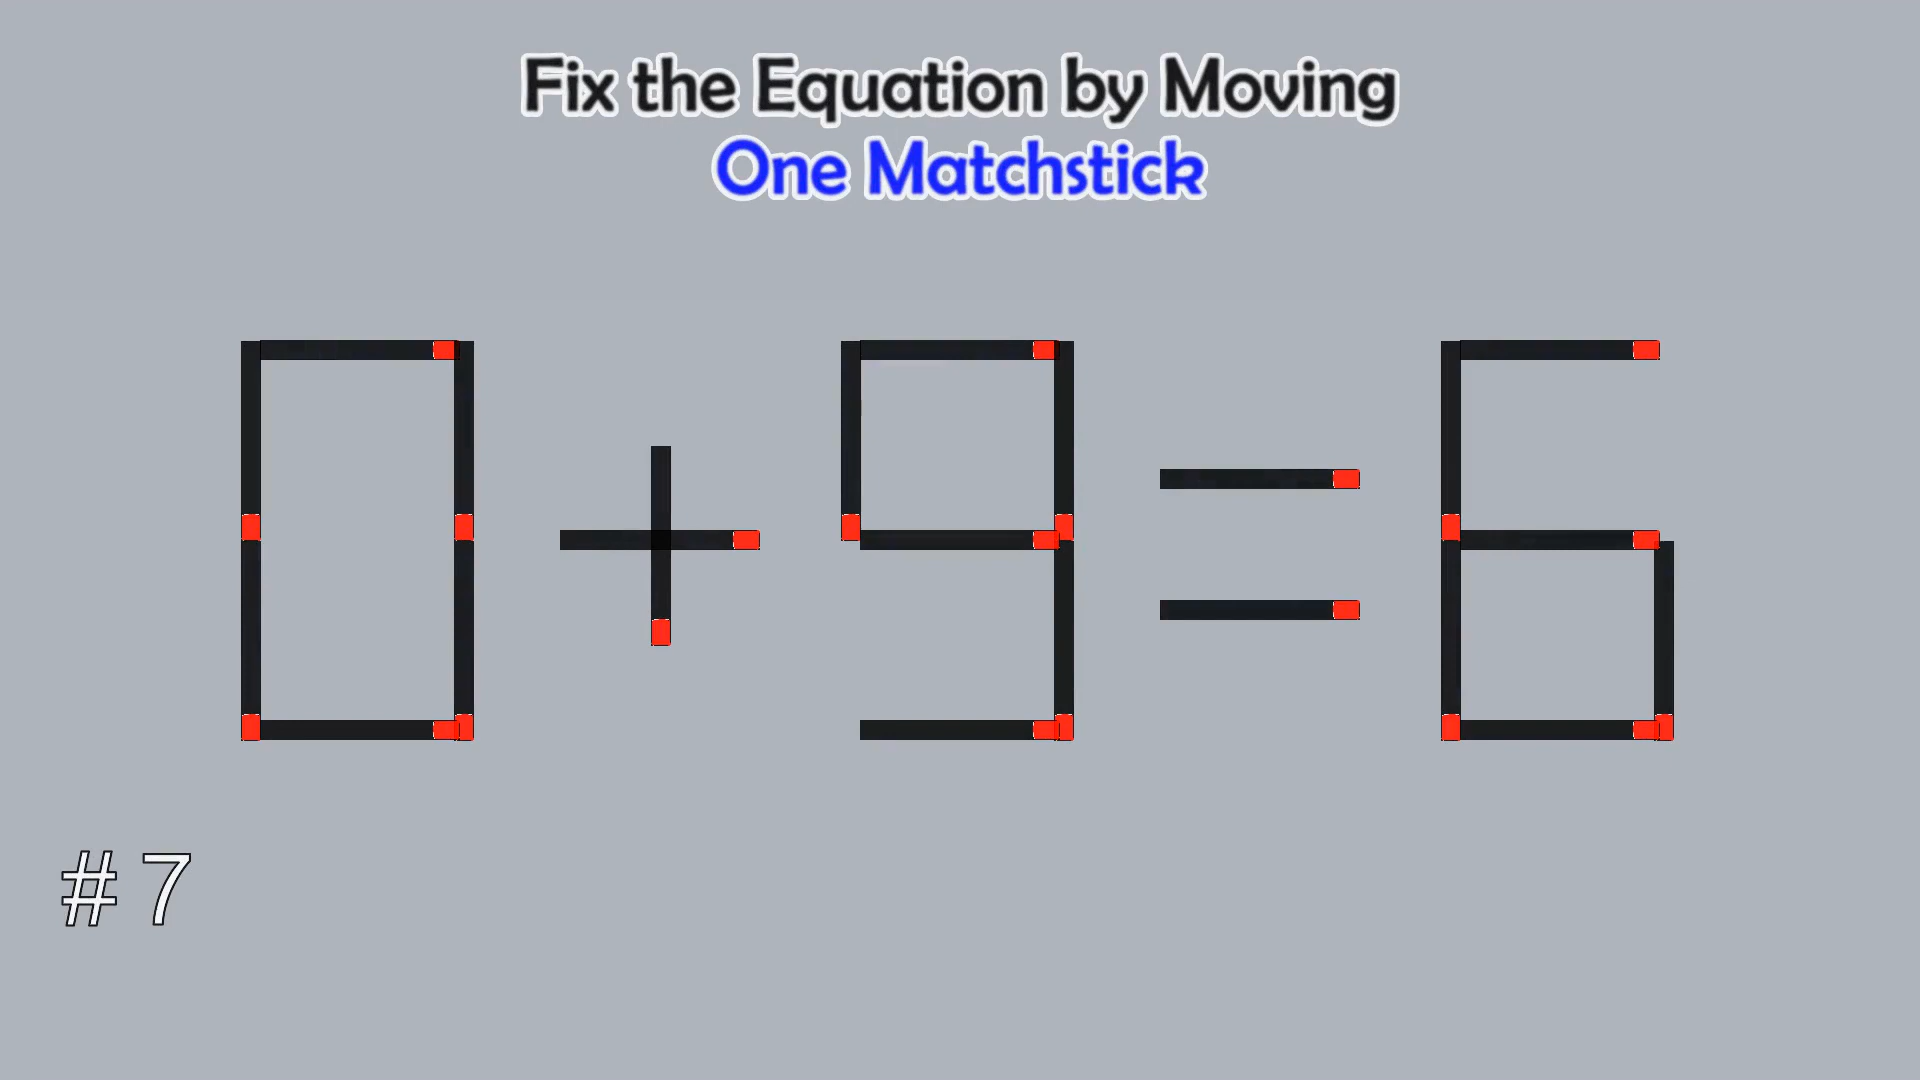 Fix the Equation by Moving
One Matchstick
0 + 9 = 6
# 7